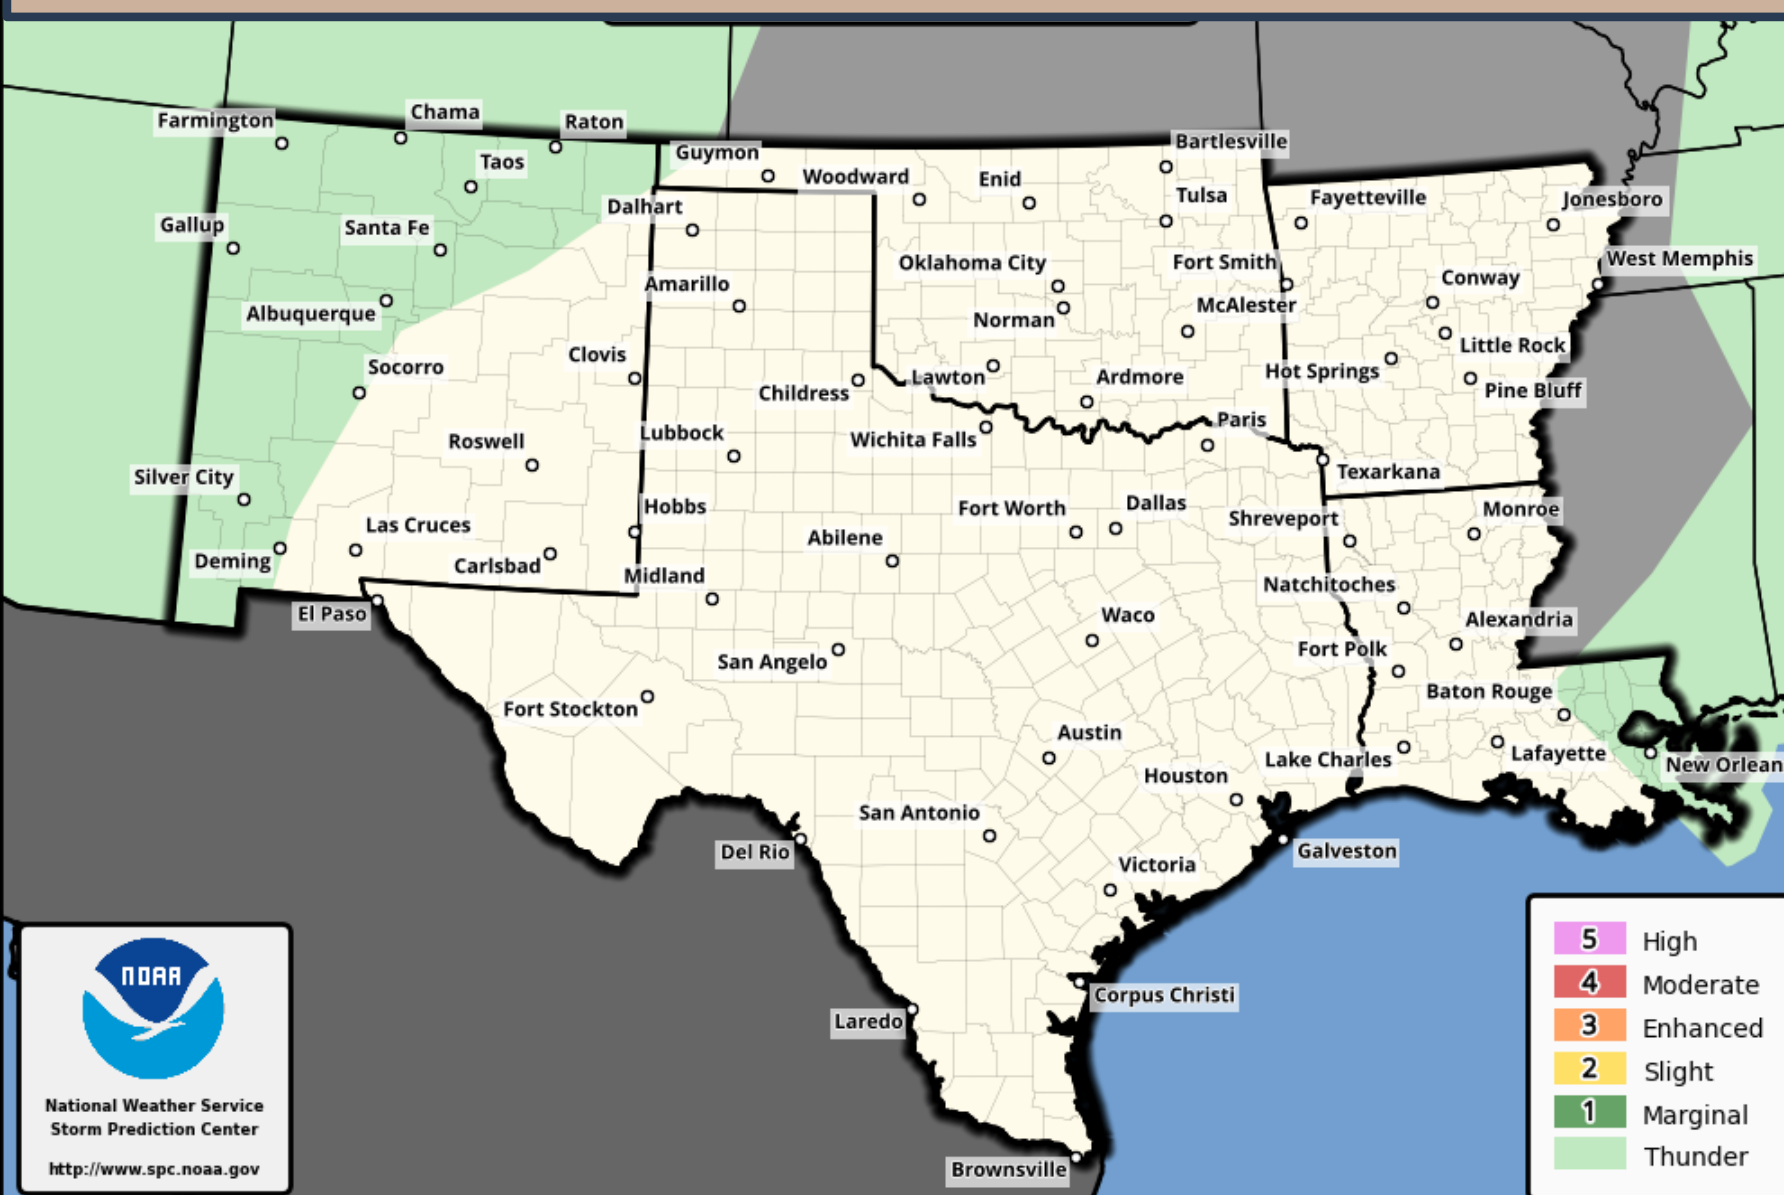 Chama
Farmington
Raton
Bartlesville
Guymon
Taos
Woodward
Enid
Tulsa
Fayetteville
Jonesboro
Dalhart
Gallup
Santa Fe
Oklahoma City
Fort Smith
West Memphis
Amarillo
Conway
McAlester
Albuquerque
Norman
Little Rock
Clovis
Socorro
Hot Springs
Lawton
Ardmore
Childress
Pine Bluff
Paris
Lubbock
Wichita Falls
Roswell
Texarkana
Silver City
Hobbs
Dallas
Fort Worth
Monroe
Shreveport
Las Cruces
Abilene
Deming
Carlsbad
Midland
Natchitoches
El Paso
Waco
Alexandria
Fort Polk
San Angelo
Baton Rouge
Fort Stockton
Austin
Lafayette
Lake Charles
New Orlean
Houston
San Antonio
Del Rio
Galveston
Victoria
Corpus Christi
Laredo
Brownsville
NOAA
National Weather Service
Storm Prediction Center
http://www.spc.noaa.gov
5 High
4 Moderate
3 Enhanced
2 Slight
1 Marginal
Thunder